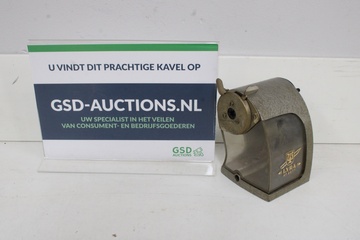 U VINDT DIT PRACHTIGE KAVEL OP
GSD-AUCTIONS.NL
UW SPECIALIST IN HET VEILEN
VAN CONSUMENT- EN BEDRIJFSGOEDEREN
GSD
AUCTIONS